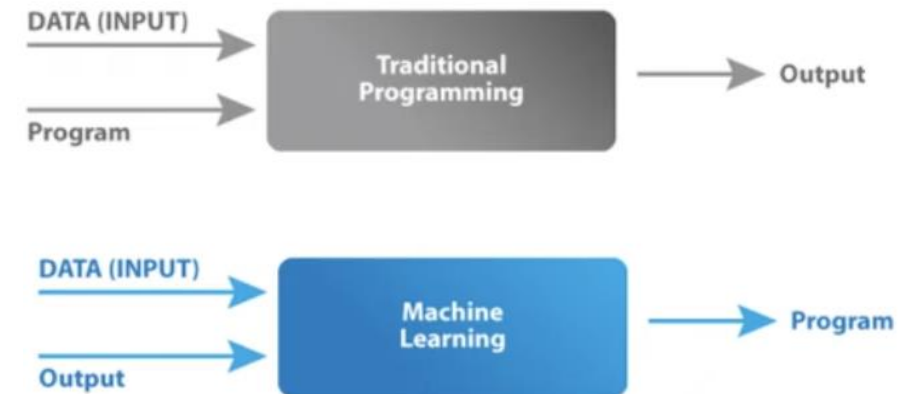 DATA (INPUT)
Program
Traditional
Programming
Output
DATA (INPUT)
Output
Machine
Learning
Program